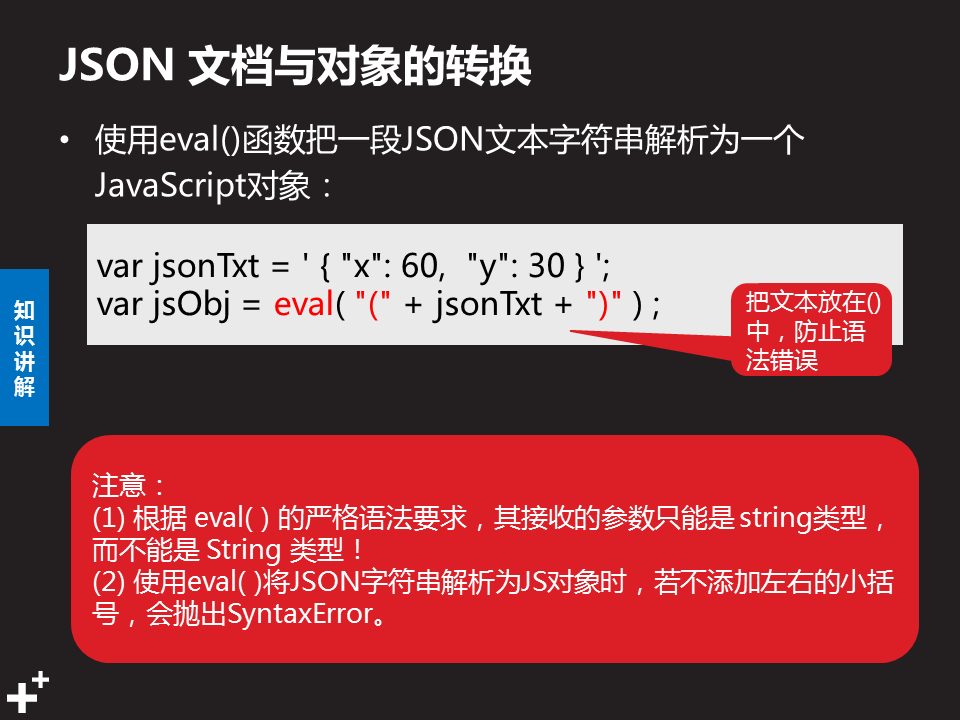 JSON 文档与对象的转换
• 使用eval()函数把一段JSON文本字符串解析为一个
JavaScript对象：
var jsonTxt = ' { "x": 60,  "y": 30 } ';
var jsObj = eval( "(" + jsonTxt + ")" ) ;
把文本放在()
中，防止语
法错误
知
识
讲
解
注意：
(1) 根据 eval( ) 的严格语法要求，其接收的参数只能是 string类型，
而不能是 String 类型！
(2) 使用eval( )将JSON字符串解析为JS对象时，若不添加左右的小括
号，会抛出SyntaxError。